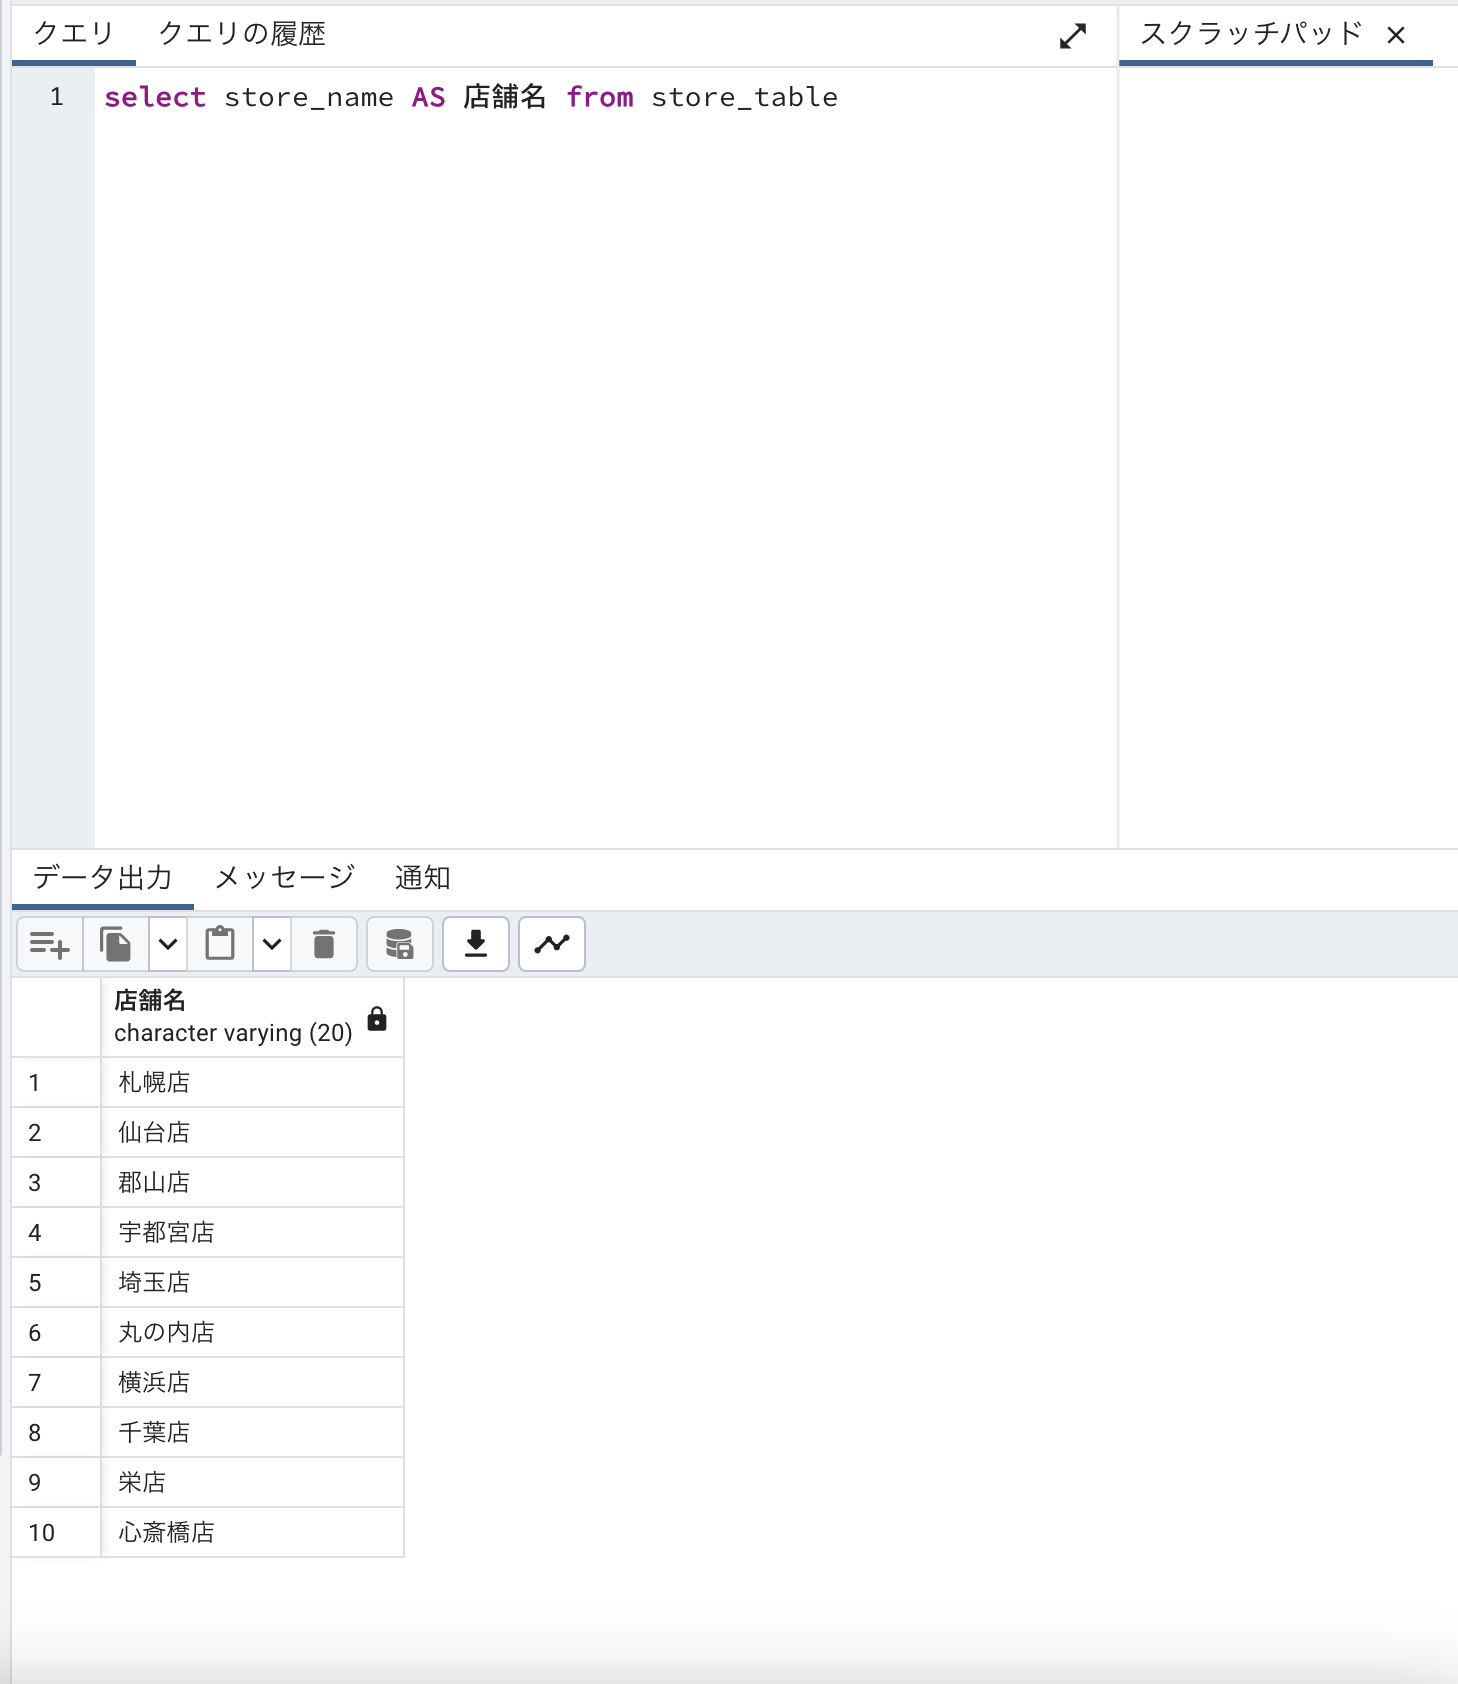 クエリ クエリの履歴 スクラッチパッド
1 select store_name AS 店舗名 from store_table
データ出力 メッセージ 通知
店舗名
character varying (20)
1 札幌店
2 仙台店
3 郡山店
4 宇都宮店
5 埼玉店
6 丸の内店
7 横浜店
8 千葉店
9 栄店
10 心斎橋店